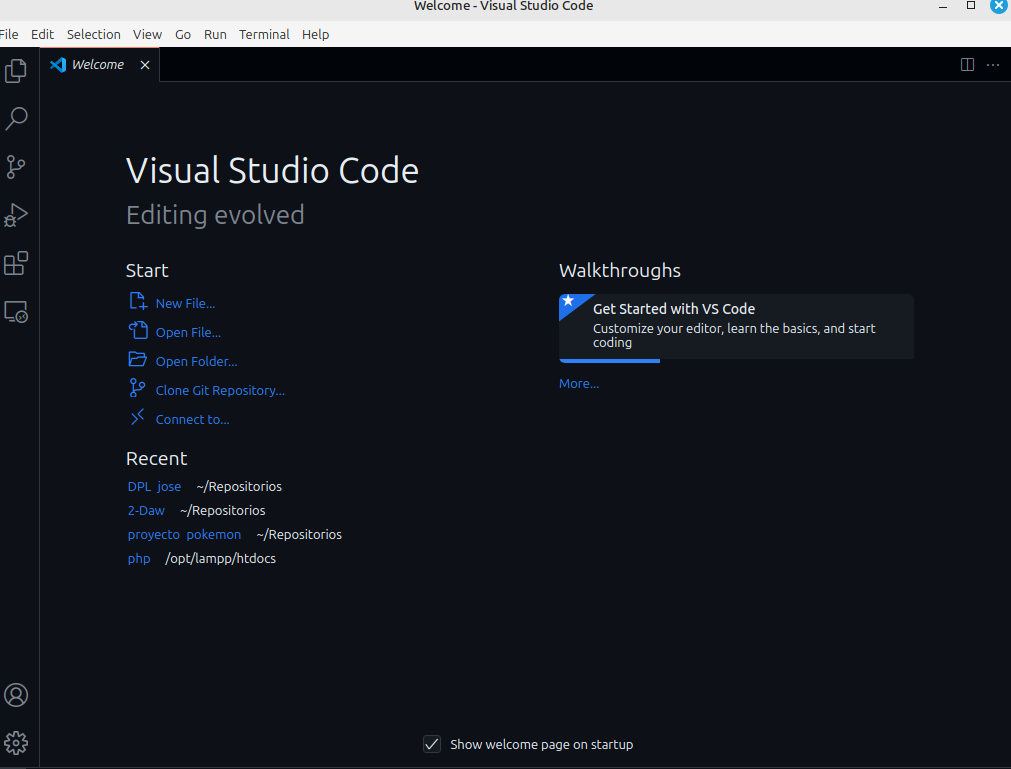 Welcome - Visual Studio Code
File Edit Selection View Go Run Terminal Help
Welcome
Visual Studio Code
Editing evolved
Start
New File...
Open File...
Open Folder...
Clone Git Repository...
Connect to...
Recent
DPL jose ~/Repositorios
2-Daw ~/Repositorios
proyecto pokemon ~/Repositorios
php /opt/lampp/htdocs
Walkthroughs
Get Started with VS Code
Customize your editor, learn the basics, and start
coding
More...
Show welcome page on startup